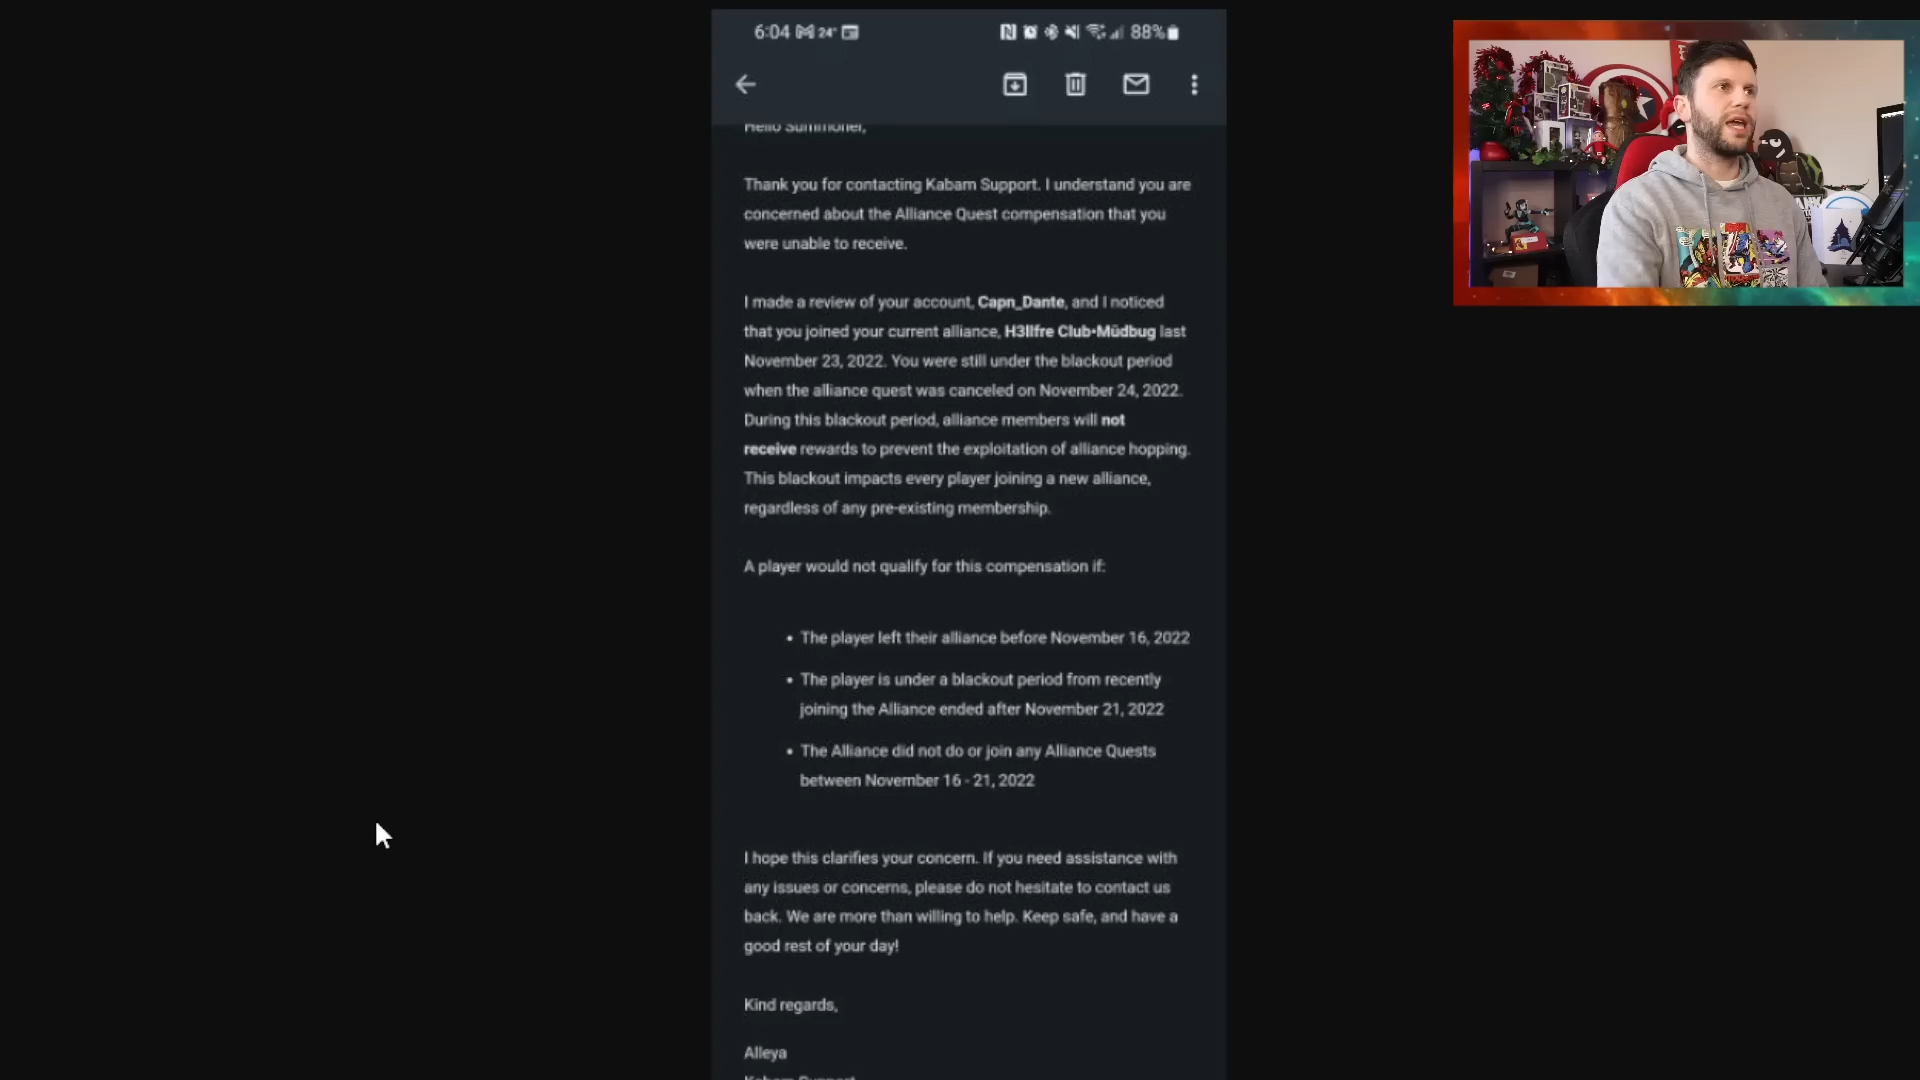 6:04 24° 88%
Hello Summoner,
Thank you for contacting Kabam Support. I understand you are
concerned about the Alliance Quest compensation that you
were unable to receive.
I made a review of your account, Capn_Dante, and I noticed
that you joined your current alliance, H3llfre Club•Müdbug last
November 23, 2022. You were still under the blackout period
when the alliance quest was canceled on November 24, 2022.
During this blackout period, alliance members will not
receive rewards to prevent the exploitation of alliance hopping.
This blackout impacts every player joining a new alliance,
regardless of any pre-existing membership.
A player would not qualify for this compensation if:
• The player left their alliance before November 16, 2022
• The player is under a blackout period from recently
joining the Alliance ended after November 21, 2022
• The Alliance did not do or join any Alliance Quests
between November 16 - 21, 2022
I hope this clarifies your concern. If you need assistance with
any issues or concerns, please do not hesitate to contact us
back. We are more than willing to help. Keep safe, and have a
good rest of your day!
Kind regards,
Alleya
Kabam Support